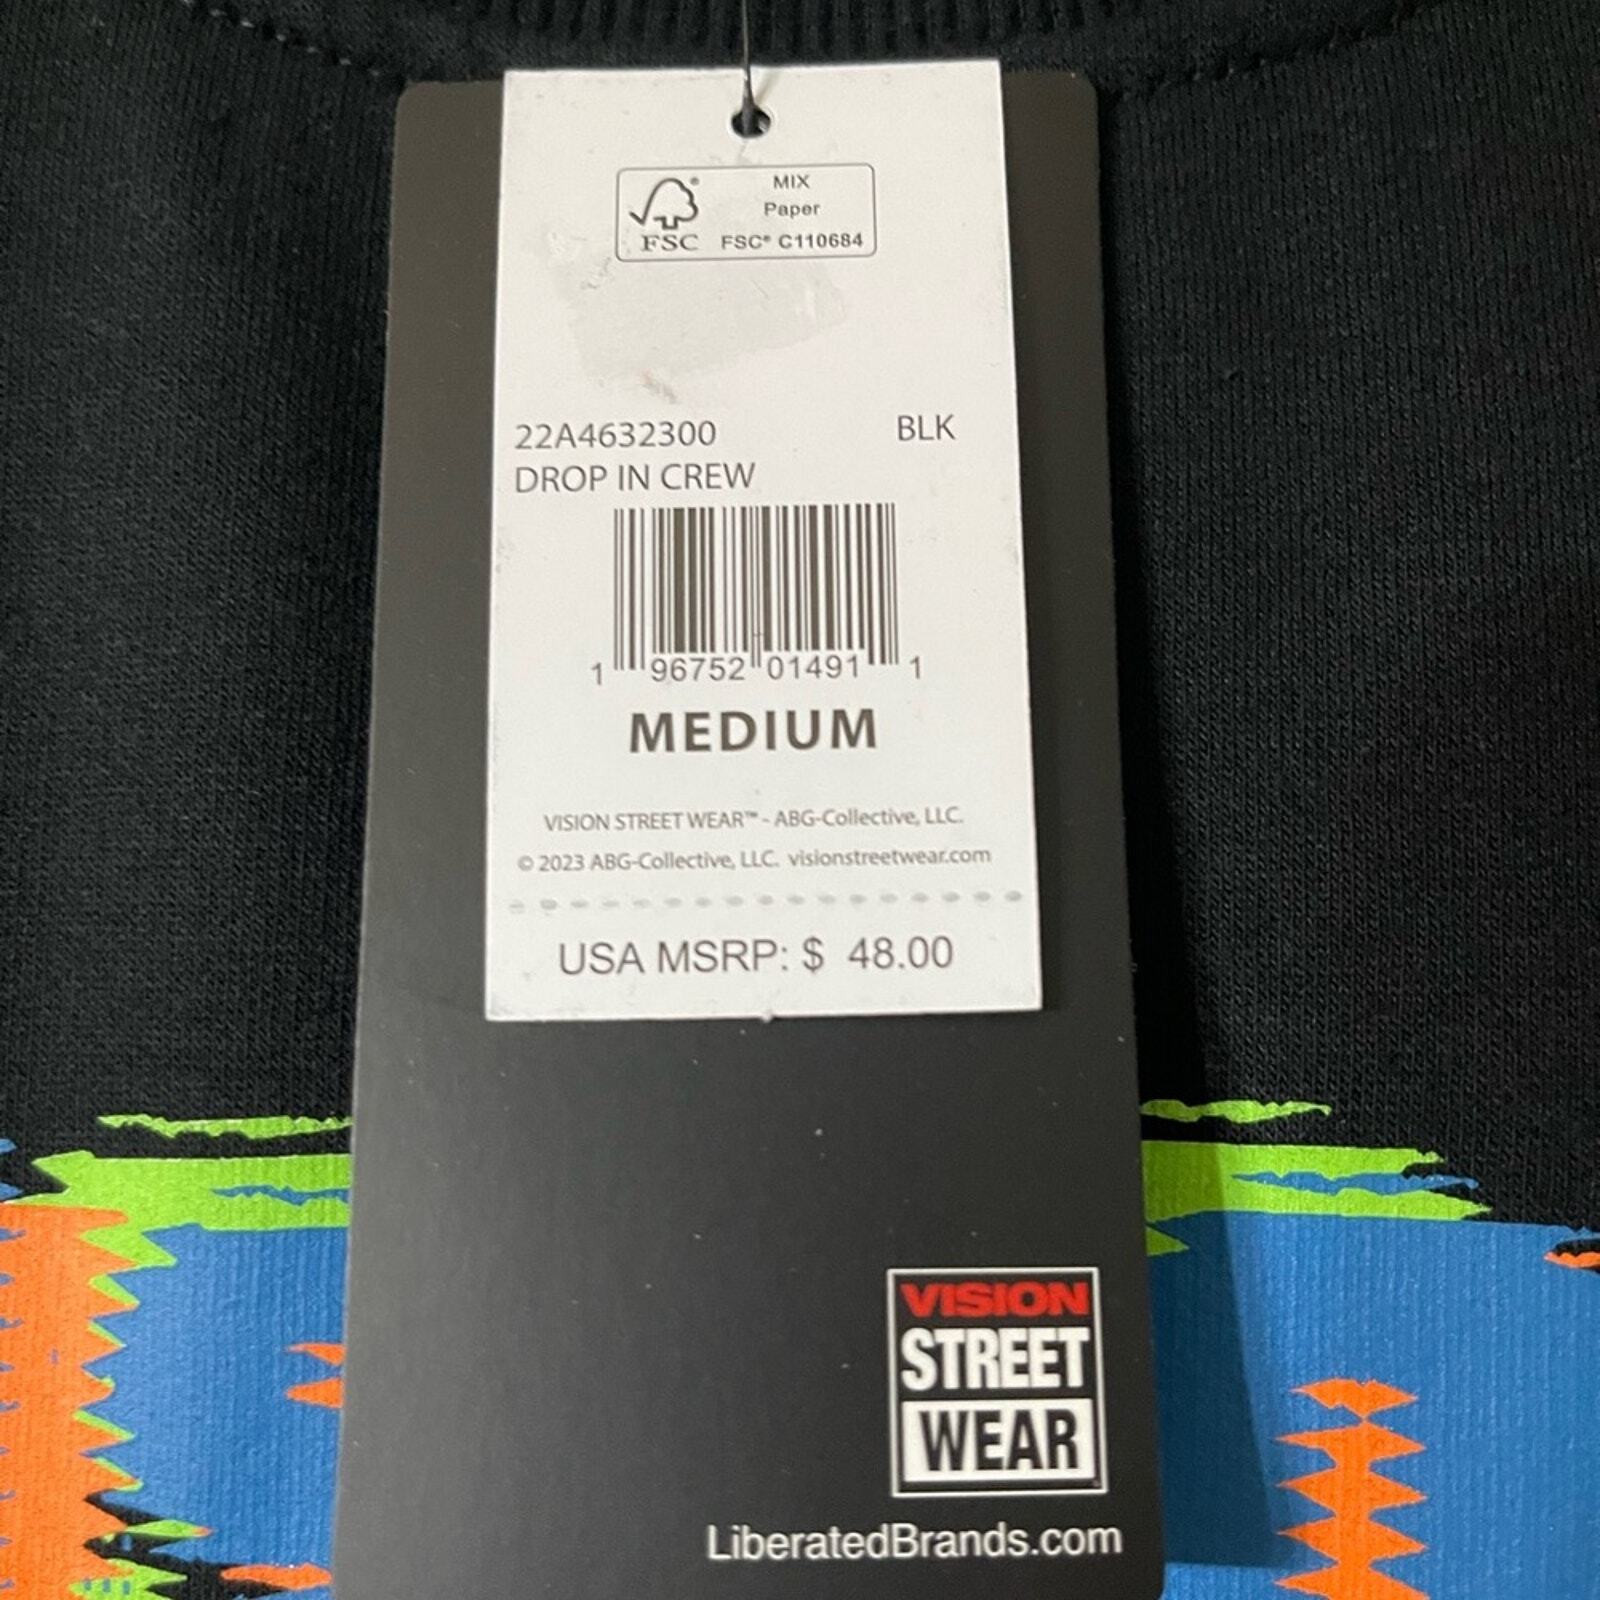 MIX
Paper
FSC
FSC® C110684
22A4632300 BLK
DROP IN CREW
1 96752 01491 1
MEDIUM
VISION STREET WEAR™ - ABG-Collective, LLC.
© 2023 ABG-Collective, LLC. visionstreetwear.com
USA MSRP: $ 48.00
VISION
STREET
WEAR
LiberatedBrands.com